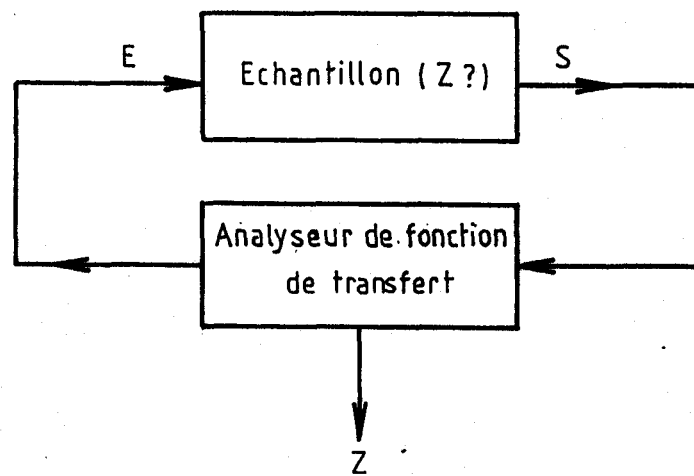 E
Echantillon ( Z ?)
S
Analyseur de fonction
de transfert
Z